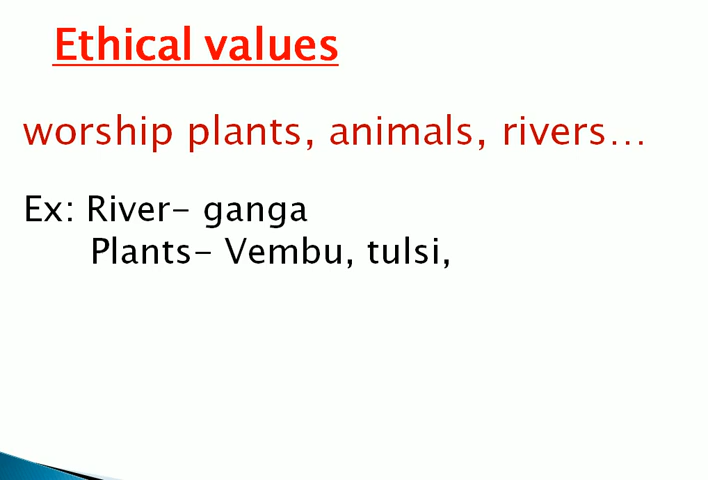 Ethical values
worship plants, animals, rivers...
Ex: River- ganga
Plants- Vembu, tulsi,